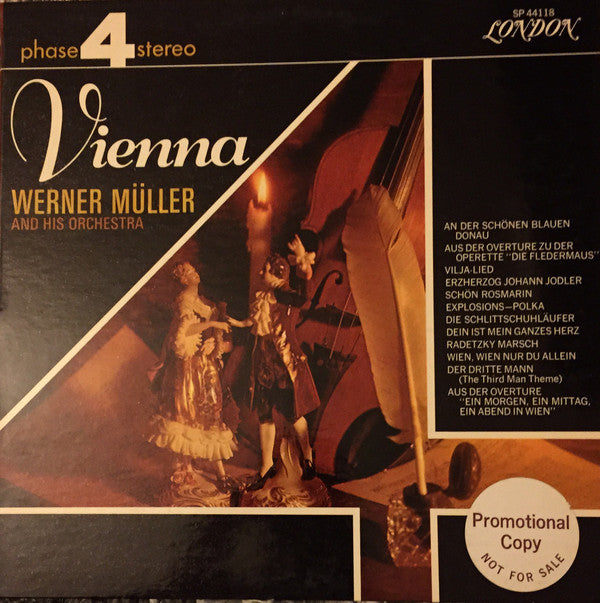 SP 44118
LONDON
phase 4 stereo
Vienna
WERNER MÜLLER
AND HIS ORCHESTRA
AN DER SCHÖNEN BLAUEN
DONAU
AUS DER OVERTURE ZU DER
OPERETTE "DIE FLEDERMAUS"
VILJA-LIED
ERZHERZOG JOHANN JODLER
SCHÖN ROSMARIN
EXPLOSIONS—POLKA
DIE SCHLITTSCHUHLÄUFER
DEIN IST MEIN GANZES HERZ
RADETZKY MARSCH
WIEN, WIEN NUR DU ALLEIN
DER DRITTE MANN
(The Third Man Theme)
AUS DER OVERTURE
"EIN MORGEN, EIN MITTAG,
EIN ABEND IN WIEN"
Promotional
Copy
NOT FOR SALE